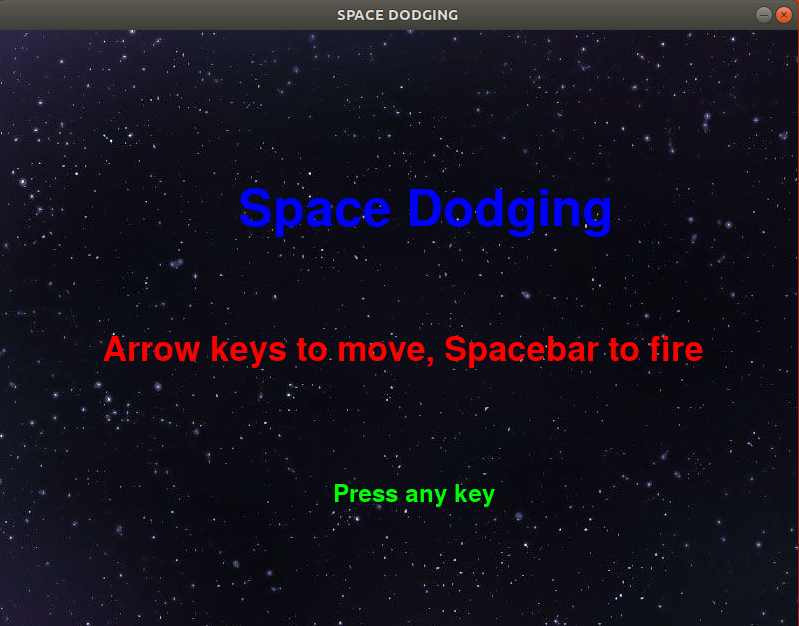 SPACE DODGING
Space Dodging
Arrow keys to move, Spacebar to fire
Press any key